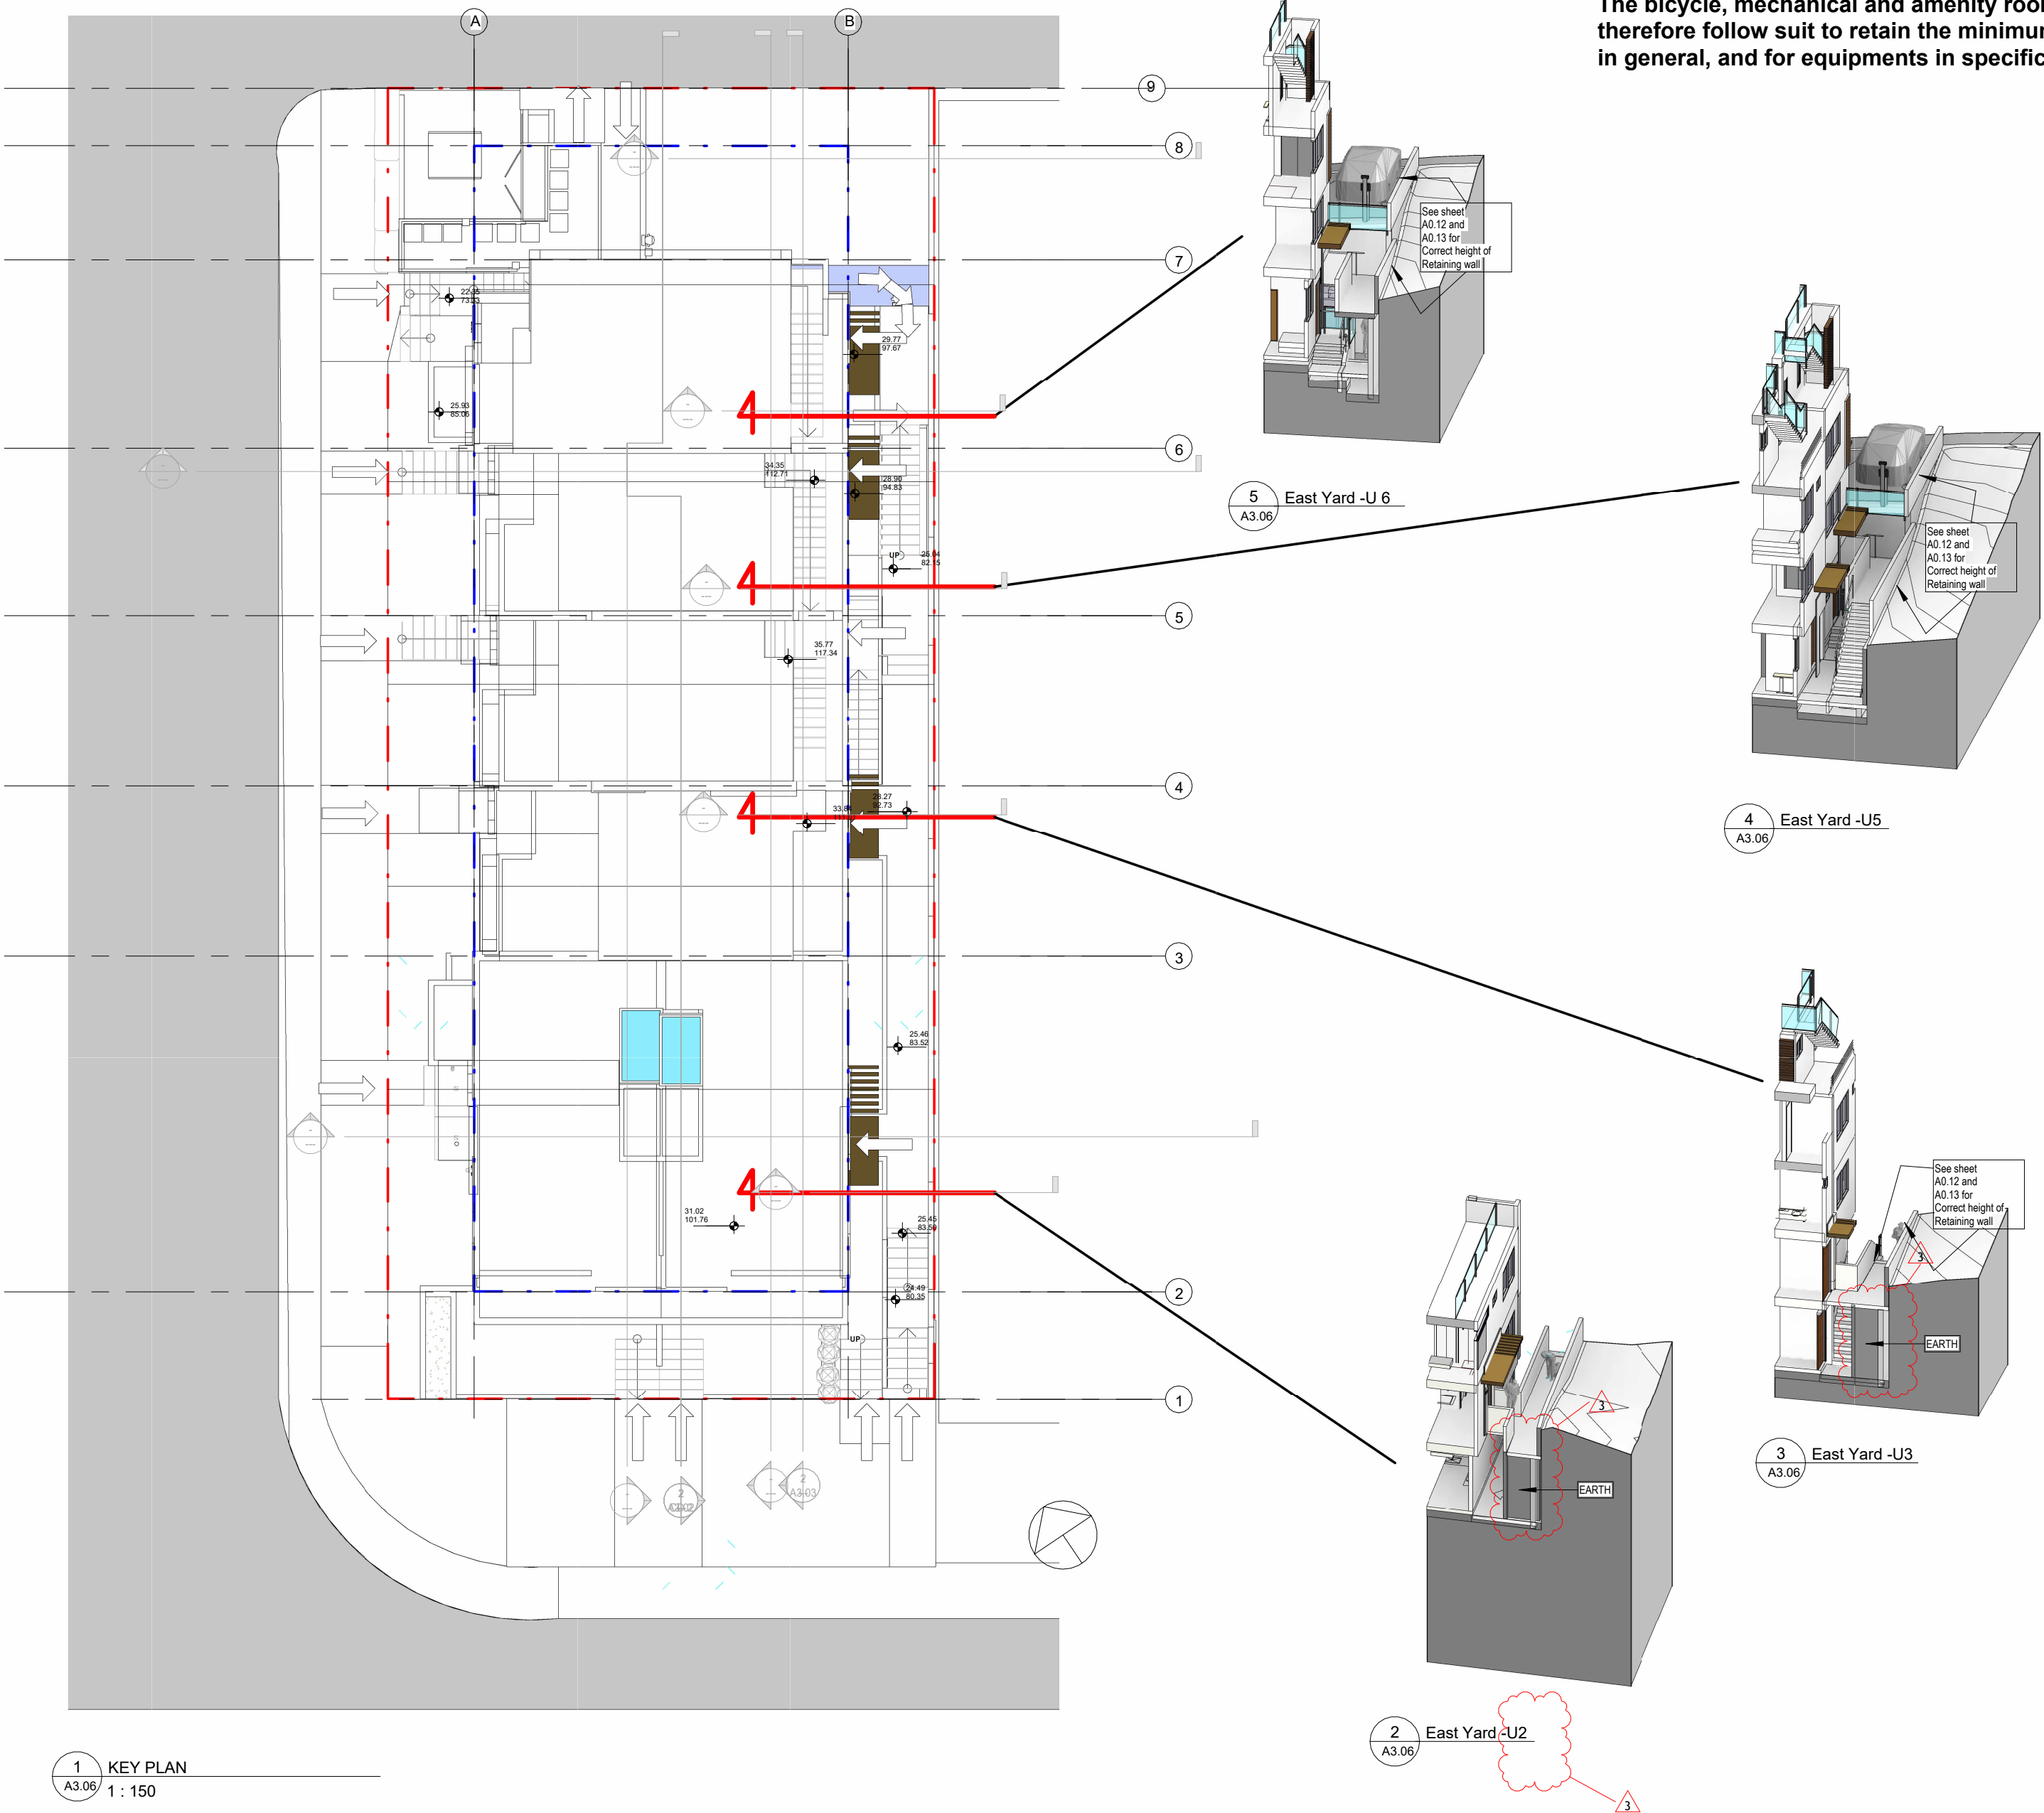 The bicycle, mechanical and amenity
therefore follow suit to retain the
in general, and for equipments in specific
A
B
9
8
7
6
5
4
3
2
1
22.35
73.33
25.93
85.06
29.77
97.67
34.35
112.71
28.90
94.83
UP
25.04
82.15
35.77
117.34
28.27
92.73
33.84
25.46
83.52
31.02
101.76
25.45
83.50
24.49
80.35
UP
2
2
A3.03
See sheet
A0.12 and
A0.13 for
Correct height of
Retaining wall
5
A3.06
East Yard -U 6
See sheet
A0.12 and
A0.13 for
Correct height of
Retaining wall
4
A3.06
East Yard -U5
See sheet
A0.12 and
A0.13 for
Correct height of
Retaining wall
3
EARTH
3
A3.06
East Yard -U3
3
EARTH
2
A3.06
East Yard -U2
3
1
A3.06
KEY PLAN
1 : 150